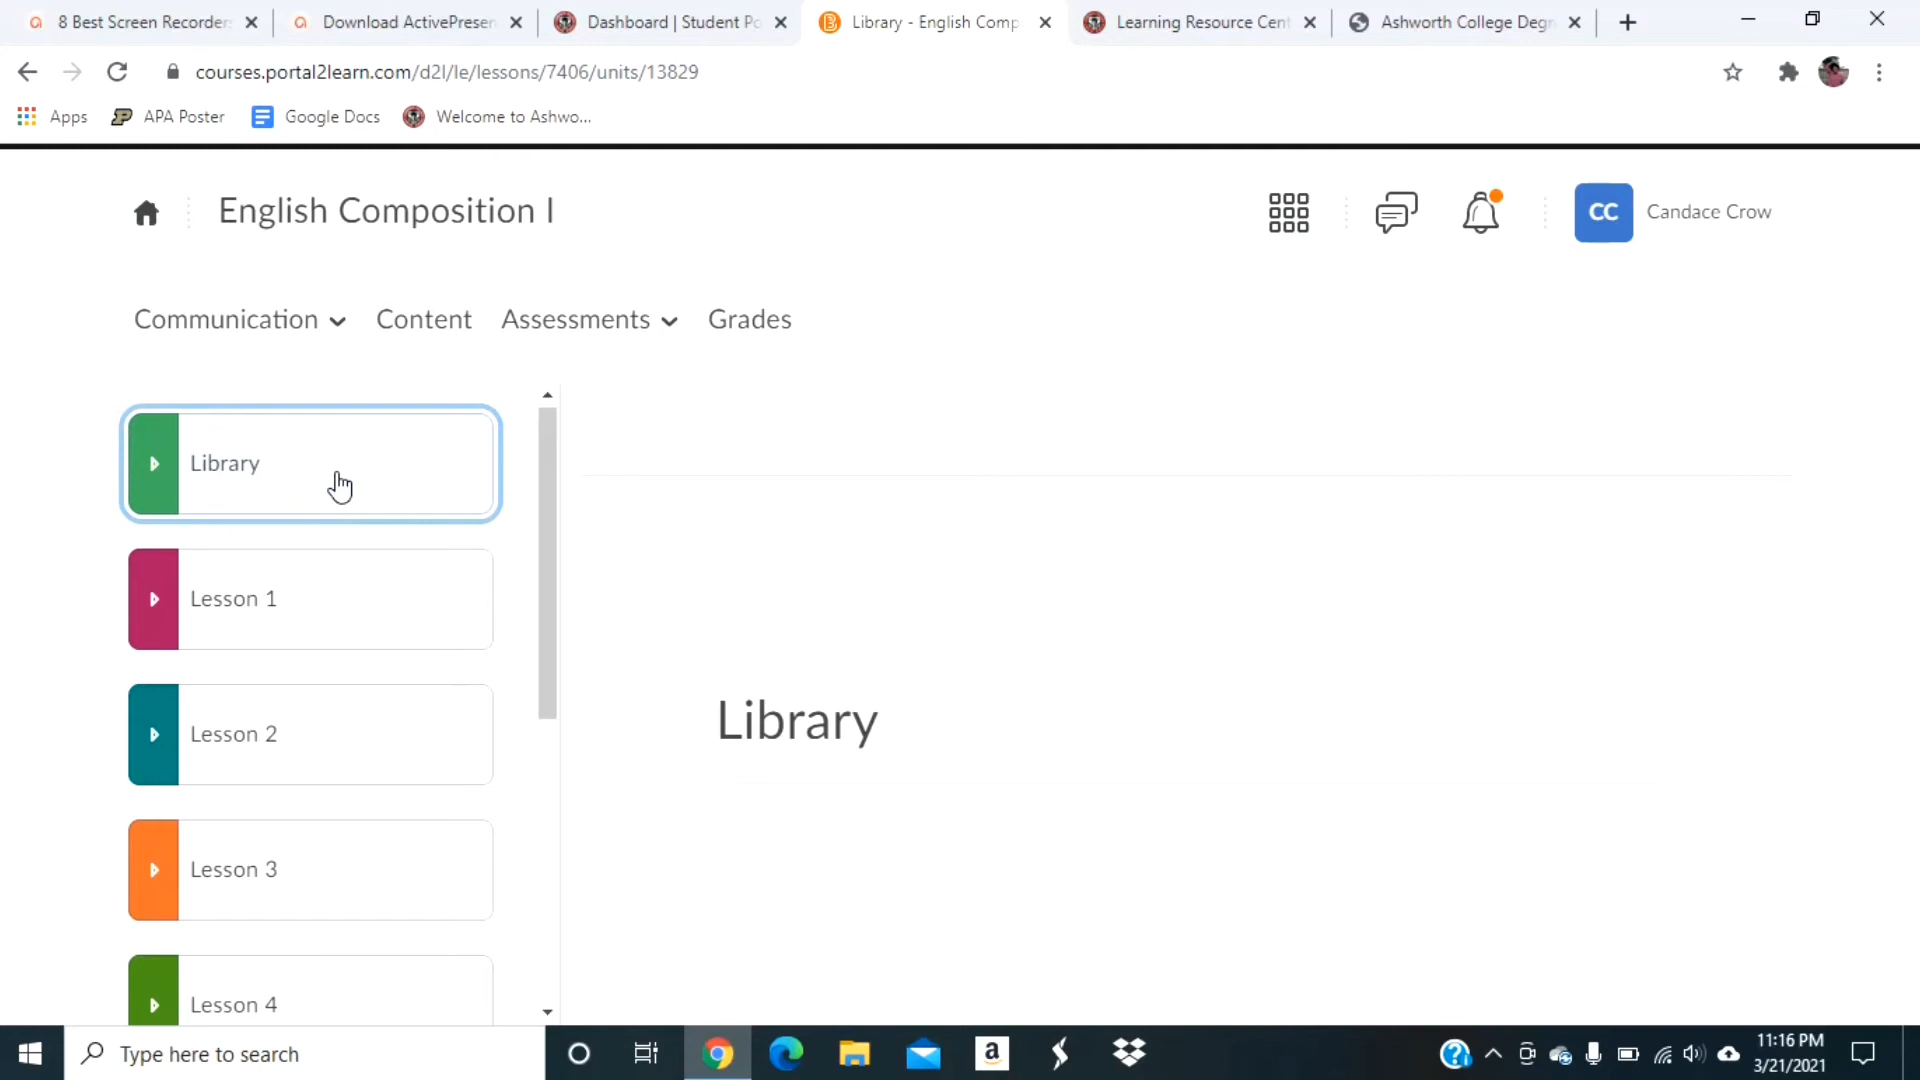 8 Best Screen Recorders
Download ActivePresen
Dashboard | Student Po
Library - English Comp
Learning Resource Cent
Ashworth College Degr
courses.portal2learn.com/d2l/le/lessons/7406/units/13829
Apps
APA Poster
Google Docs
Welcome to Ashwo...
English Composition I
CC
Candace Crow
Communication
Content
Assessments
Grades
Library
Lesson 1
Lesson 2
Lesson 3
Lesson 4
Library
Type here to search
a
11:16 PM
3/21/2021